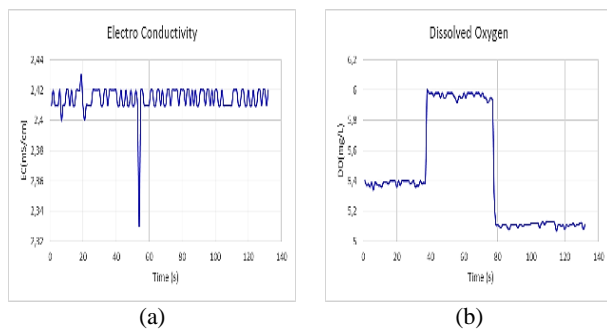 Electro Conductivity
2,44
2,42
2,4
2,38
2,36
2,34
2,32
EC[mS/cm]
0 20 40 60 80 100 120 140
Time (s)
(a)
Dissolved Oxygen
6,2
6
5,8
5,6
5,4
5,2
5
DO[mg/L]
0 20 40 60 80 100 120 140
Time (s)
(b)